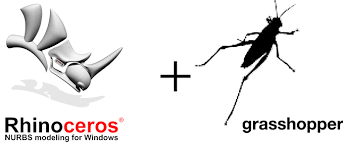 Rhinoceros®
NURBS modeling for Windows
+
grasshopper